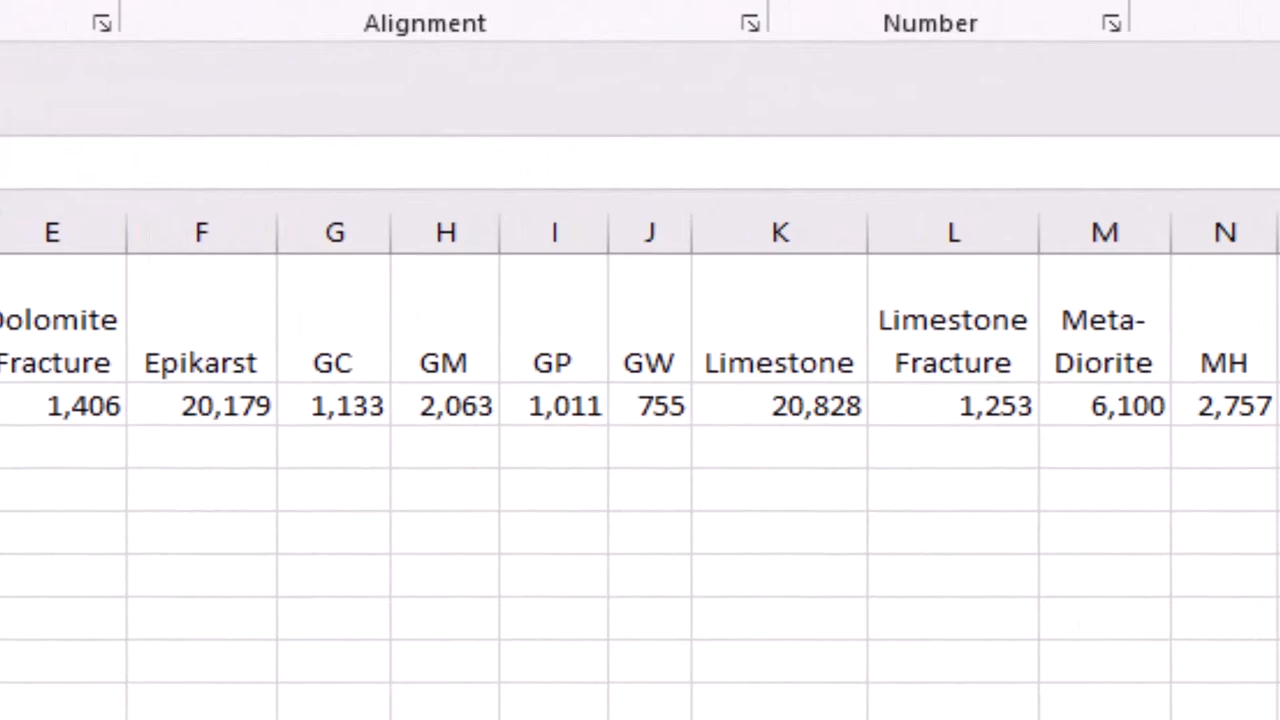 Alignment Number
E F G H I J K L M N
Limestone Meta-
Fracture Epikarst GC GM GP GW Limestone Fracture Diorite MH
1,406 20,179 1,133 2,063 1,011 755 20,828 1,253 6,100 2,757